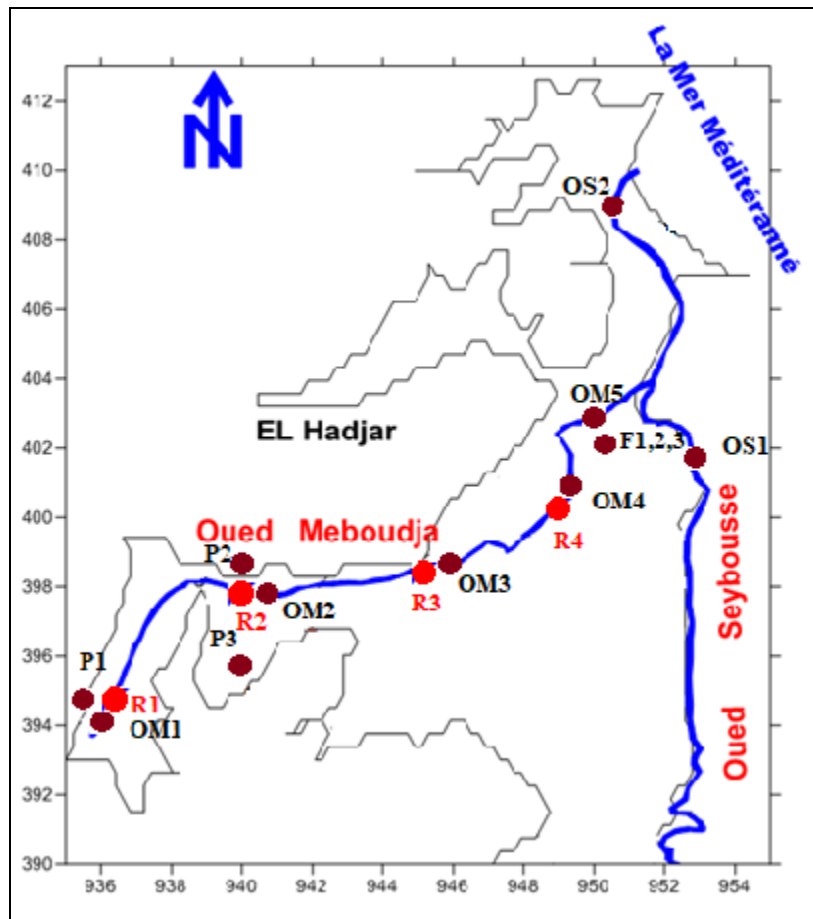 La Mer Méditéranné
412
N
410
OS2
408
406
404
OM5
EL Hadjar
F1,2,3
402
OS1
OM4
400
Oued Meboudja
R4
P2
OM3
398
R3
OM2
R2
P3
396
P1
R1
OM1
394
392
390
Oued Seybousse
936 938 940 942 944 946 948 950 952 954